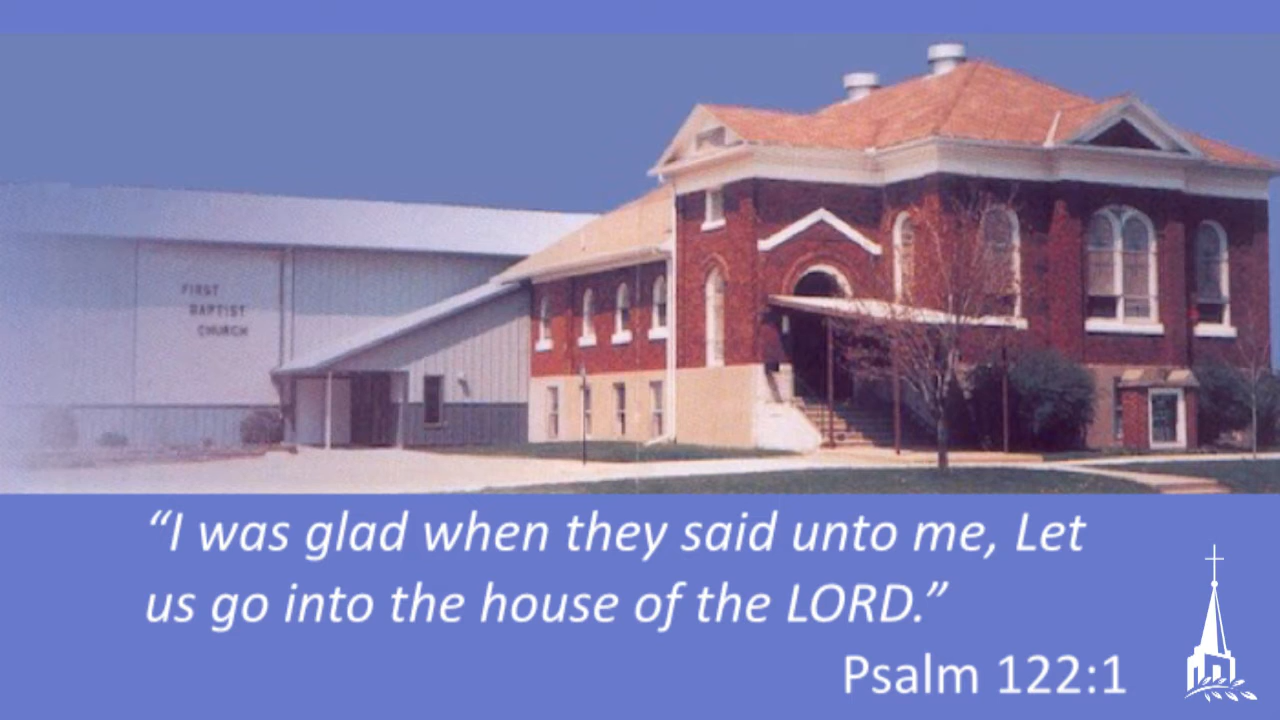 FIRST
BAPTIST
CHURCH
“I was glad when they said unto me, Let
us go into the house of the LORD.”
Psalm 122:1